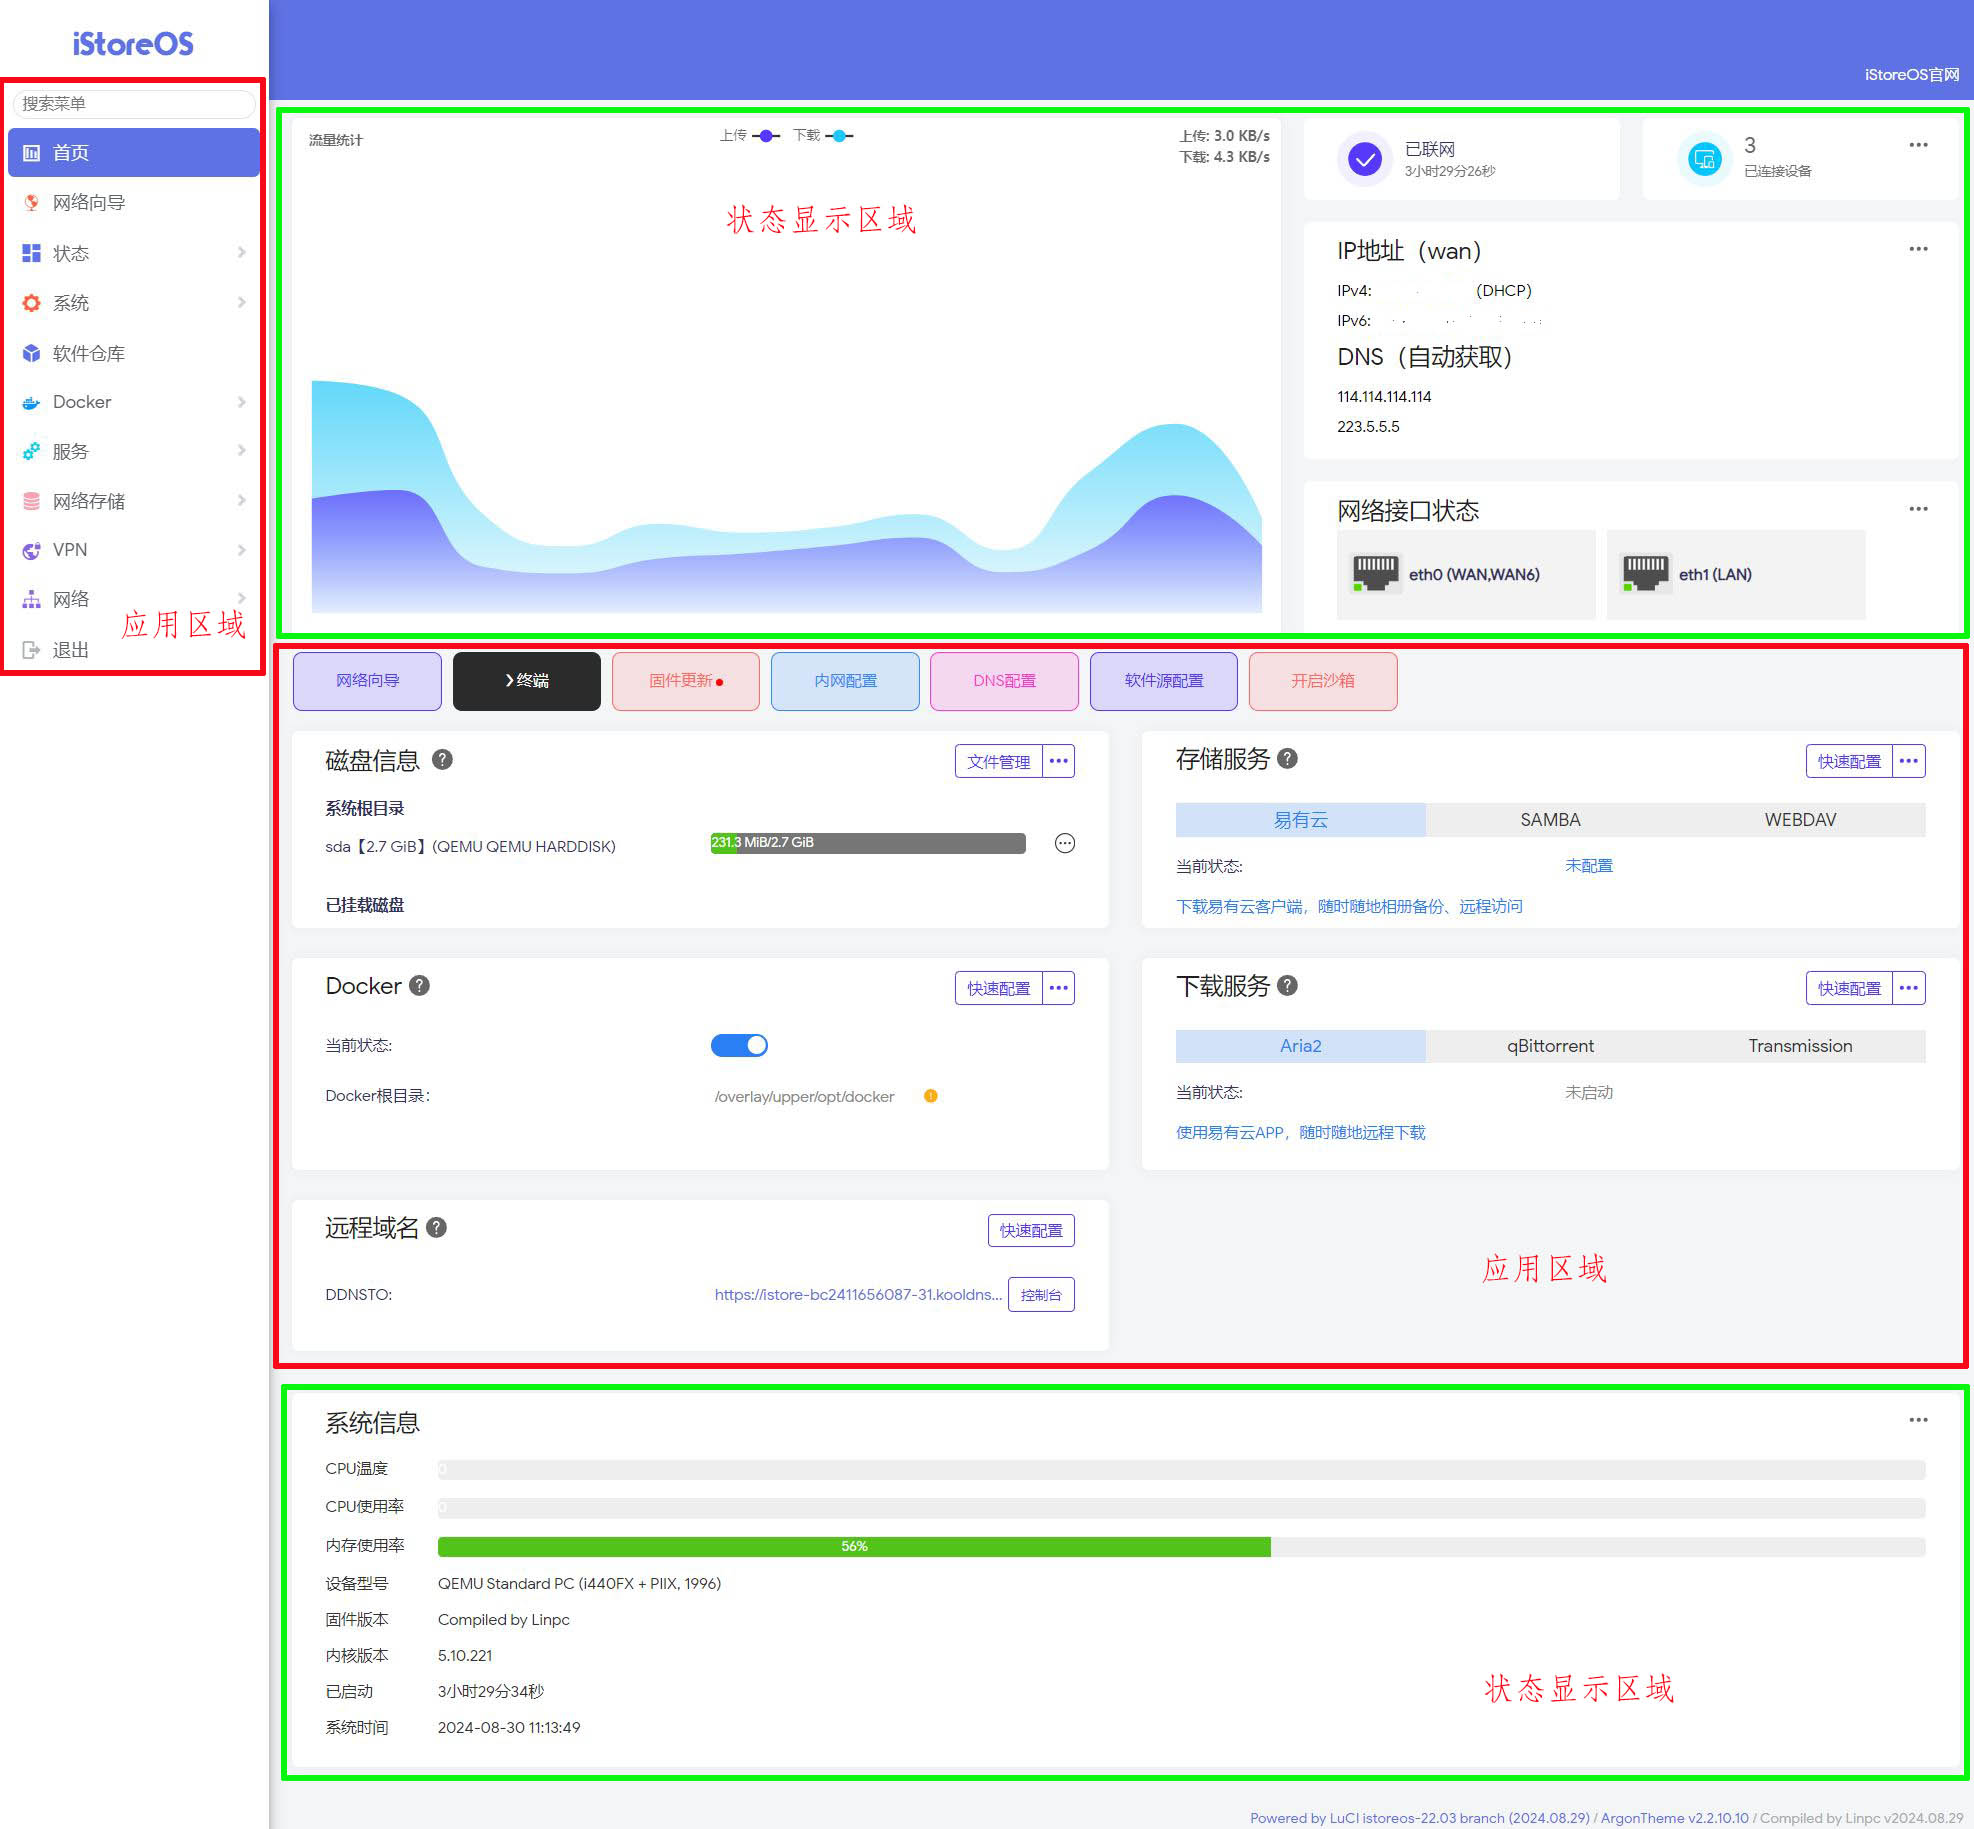 iStoreOS
iStoreOS官网
搜索菜单
首页
网络向导
状态
系统
软件仓库
Docker
服务
网络存储
VPN
网络
应用区域
退出
流量统计
上传 下载
上传: 3.0 KB/s
下载: 4.3 KB/s
状态显示区域
已联网
3小时29分26秒
3
已连接设备
IP地址（wan）
IPv4: (DHCP)
IPv6:
DNS（自动获取）
114.114.114.114
223.5.5.5
网络接口状态
eth0 (WAN,WAN6) eth1 (LAN)
网络向导 终端 固件更新 内网配置 DNS配置 软件源配置 开启沙箱
磁盘信息 ? 文件管理
系统根目录
sda【2.7 GiB】(QEMU QEMU HARDDISK) 231.3 MiB/2.7 GiB
已挂载磁盘
存储服务 ? 快速配置
易有云 SAMBA WEBDAV
当前状态: 未配置
下载易有云客户端，随时随地相册备份、远程访问
Docker ? 快速配置
当前状态:
Docker根目录: /overlay/upper/opt/docker
下载服务 ? 快速配置
Aria2 qBittorrent Transmission
当前状态: 未启动
使用易有云APP，随时随地远程下载
远程域名 ? 快速配置
DDNSTO: https://istore-bc2411656087-31.kooldns... 控制台
应用区域
系统信息
CPU温度 0
CPU使用率 0
内存使用率 56%
设备型号 QEMU Standard PC (i440FX + PIIX, 1996)
固件版本 Compiled by Linpc
内核版本 5.10.221
已启动 3小时29分34秒
系统时间 2024-08-30 11:13:49
状态显示区域
Powered by LuCI istoreos-22.03 branch (2024.08.29) / ArgonTheme v2.2.10.10 / Compiled by Linpc v2024.08.29